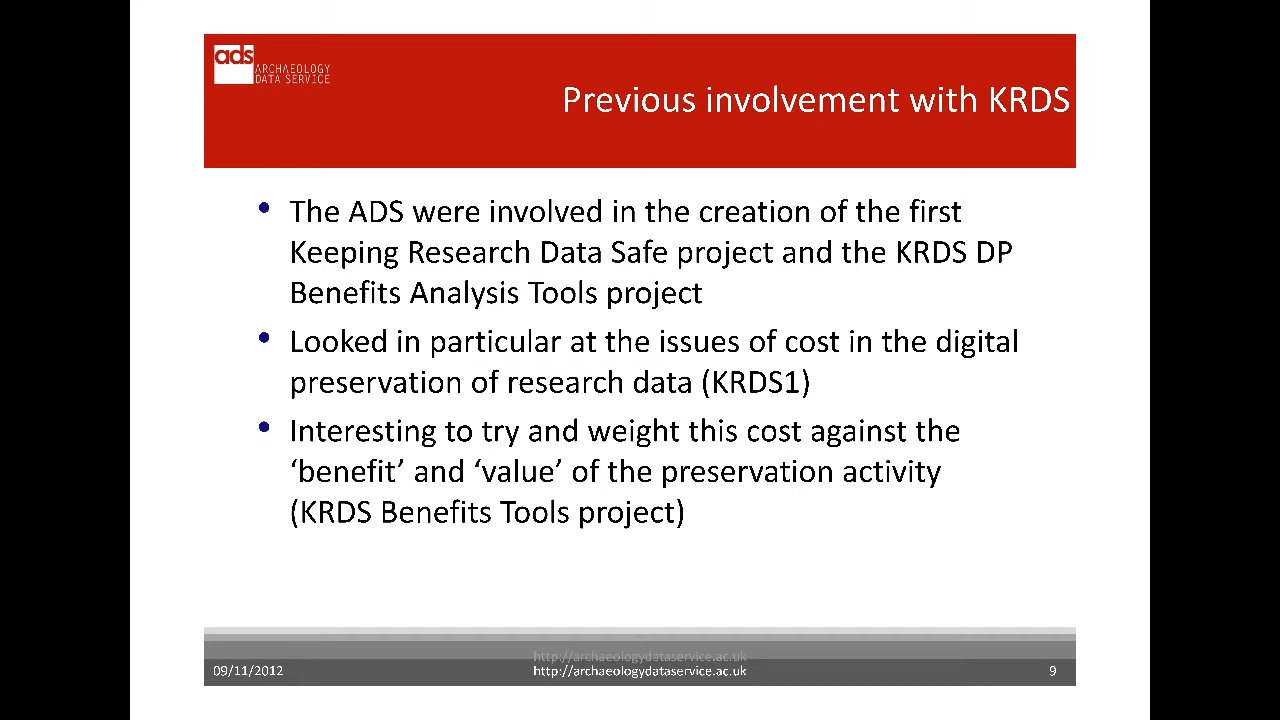 ads
ARCHAEOLOGY
DATA SERVICE
Previous involvement with KRDS
• The ADS were involved in the creation of the first
Keeping Research Data Safe project and the KRDS DP
Benefits Analysis Tools project
• Looked in particular at the issues of cost in the digital
preservation of research data (KRDS1)
• Interesting to try and weight this cost against the
‘benefit’ and ‘value’ of the preservation activity
(KRDS Benefits Tools project)
http://archaeologydataservice.ac.uk
09/11/2012 http://archaeologydataservice.ac.uk 9